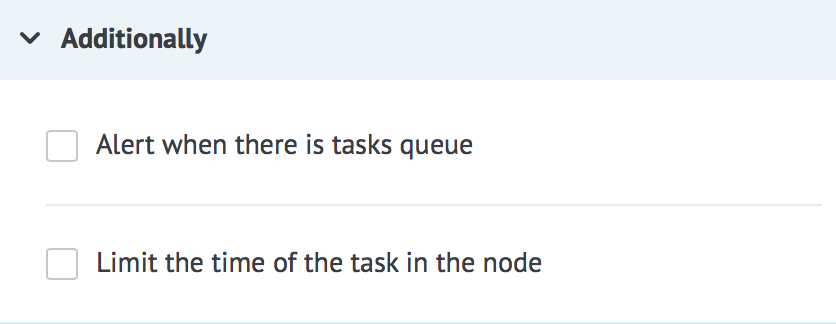 Additionally
Alert when there is tasks queue
Limit the time of the task in the node